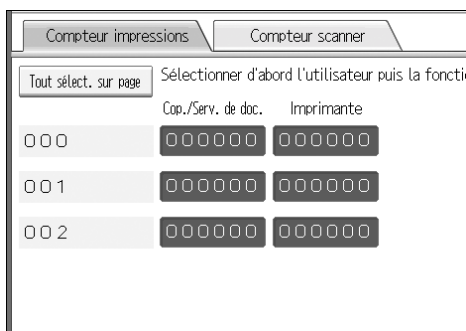 Compteur impressions Compteur scanner
Tout sélect. sur page Sélectionner d'abord l'utilisateur puis la foncti
Cop./Serv. de doc. Imprimante
000 000000 000000
001 000000 000000
002 000000 000000